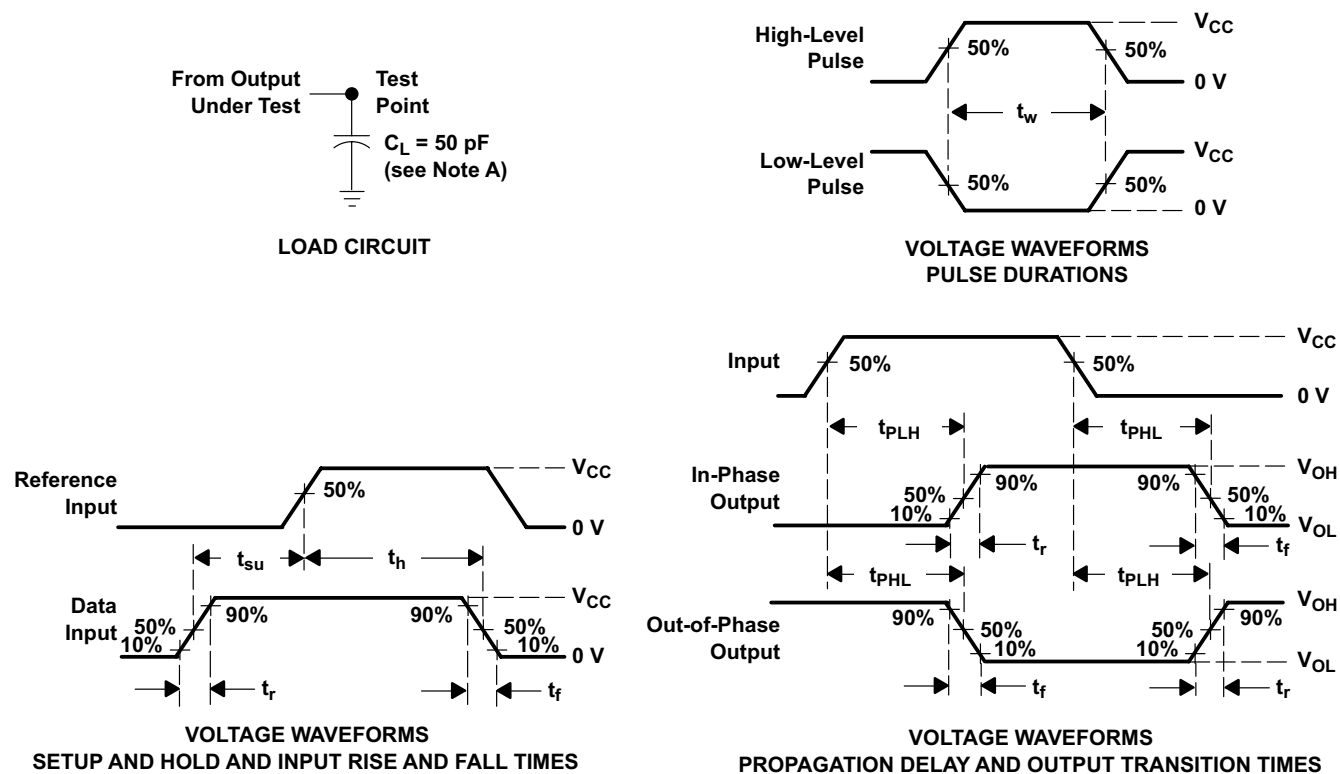 From Output
Under Test
Test
Point
C_L = 50 pF
(see Note A)
LOAD CIRCUIT
High-Level
Pulse
50%
50%
V_CC
0 V
t_w
Low-Level
Pulse
50%
50%
V_CC
0 V
VOLTAGE WAVEFORMS
PULSE DURATIONS
Reference
Input
50%
V_CC
0 V
t_su
t_h
Data
Input
50%
10%
90%
90%
50%
10%
V_CC
0 V
t_r
t_f
VOLTAGE WAVEFORMS
SETUP AND HOLD AND INPUT RISE AND FALL TIMES
Input
50%
50%
V_CC
0 V
t_PLH
t_PHL
In-Phase
Output
50%
10%
90%
90%
50%
10%
V_OH
V_OL
t_r
t_f
t_PHL
t_PLH
Out-of-Phase
Output
90%
50%
10%
50%
10%
90%
V_OH
V_OL
t_f
t_r
VOLTAGE WAVEFORMS
PROPAGATION DELAY AND OUTPUT TRANSITION TIMES